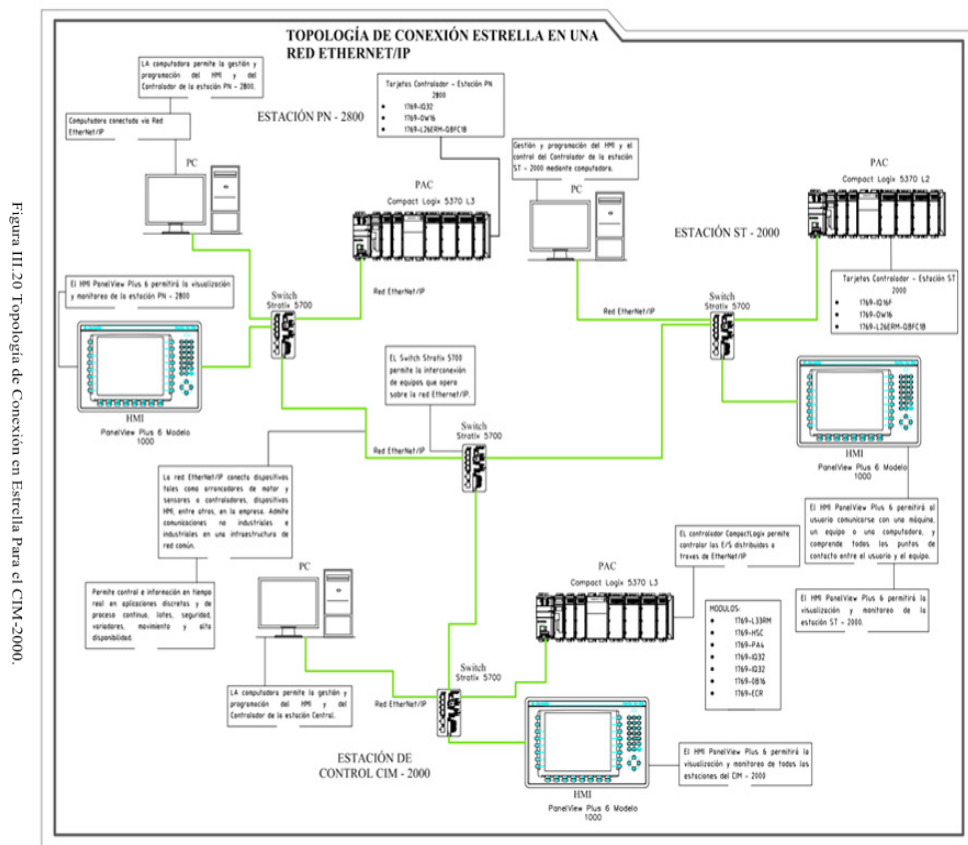 TOPOLOGÍA DE CONEXIÓN ESTRELLA EN UNA
RED ETHERNET/IP
LA computadora permite la gestión y
programación del HMI y del
Controlador de la estación PN - 2800.
Computadora conectada vía Red
EtherNet/IP
PC
ESTACIÓN PN - 2800
Tarjetas Controlador - Estación PN
2800
• 1769-IQ32
• 1769-OW16
• 1769-L26ERM-QBFC1B
PAC
Compact Logix 5370 L3
Gestión y programación del HMI y el
control del Controlador de la estación
ST - 2000 mediante computadora.
PC
PAC
Compact Logix 5370 L2
ESTACIÓN ST - 2000
Tarjetas Controlador - Estación ST
2000
• 1769-IQ16F
• 1769-OW16
• 1769-L26ERM-QBFC1B
El HMI PanelView Plus 6 permitirá la visualización
y monitoreo de la estación PN - 2800
Switch
Stratix 5700
Red EtherNet/IP
HMI
PanelView Plus 6 Modelo
1000
EL Switch Stratix 5700
permite la interconexión
de equipos que opera
sobre la red Ethernet/IP.
Switch
Stratix 5700
Red EtherNet/IP
Switch
Stratix 5700
Red EtherNet/IP
HMI
PanelView Plus 6 Modelo
1000
La red EtherNet/IP conecta dispositivos
tales como arrancadores de motor y
sensores a controladores, dispositivos
HMI, entre otros, en la empresa. Admite
comunicaciones no industriales e
industriales en una infraestructura de
red común.
Permite control e información en tiempo
real en aplicaciones discretas y de
proceso continuo, lotes, seguridad,
variadores, movimiento y alta
disponibilidad.
El HMI PanelView Plus 6 permitirá al
usuario comunicarse con una máquina,
un equipo o una computadora, y
comprende todos los puntos de
contacto entre el usuario y el equipo.
El HMI PanelView Plus 6 permitirá la
visualización y monitoreo de la
estación ST - 2000.
El controlador CompactLogix permite
controlar las E/S distribuidas a
traves de EtherNet/IP
PC
PAC
Compact Logix 5370 L3
MODULOS:
• 1769-L33RM
• 1769-HSC
• 1769-PA4
• 1769-IQ32
• 1769-IQ32
• 1769-OB16
• 1769-ECR
LA computadora permite la gestión y
programación del HMI y del
Controlador de la estación Central.
Switch
Stratix 5700
Red EtherNet/IP
ESTACIÓN DE
CONTROL CIM - 2000
HMI
PanelView Plus 6 Modelo
1000
El HMI PanelView Plus 6 permitirá la
visualización y monitoreo de todas las
estaciones del CIM - 2000
Figura III.20 Topología de Conexión en Estrella Para el CIM-2000.